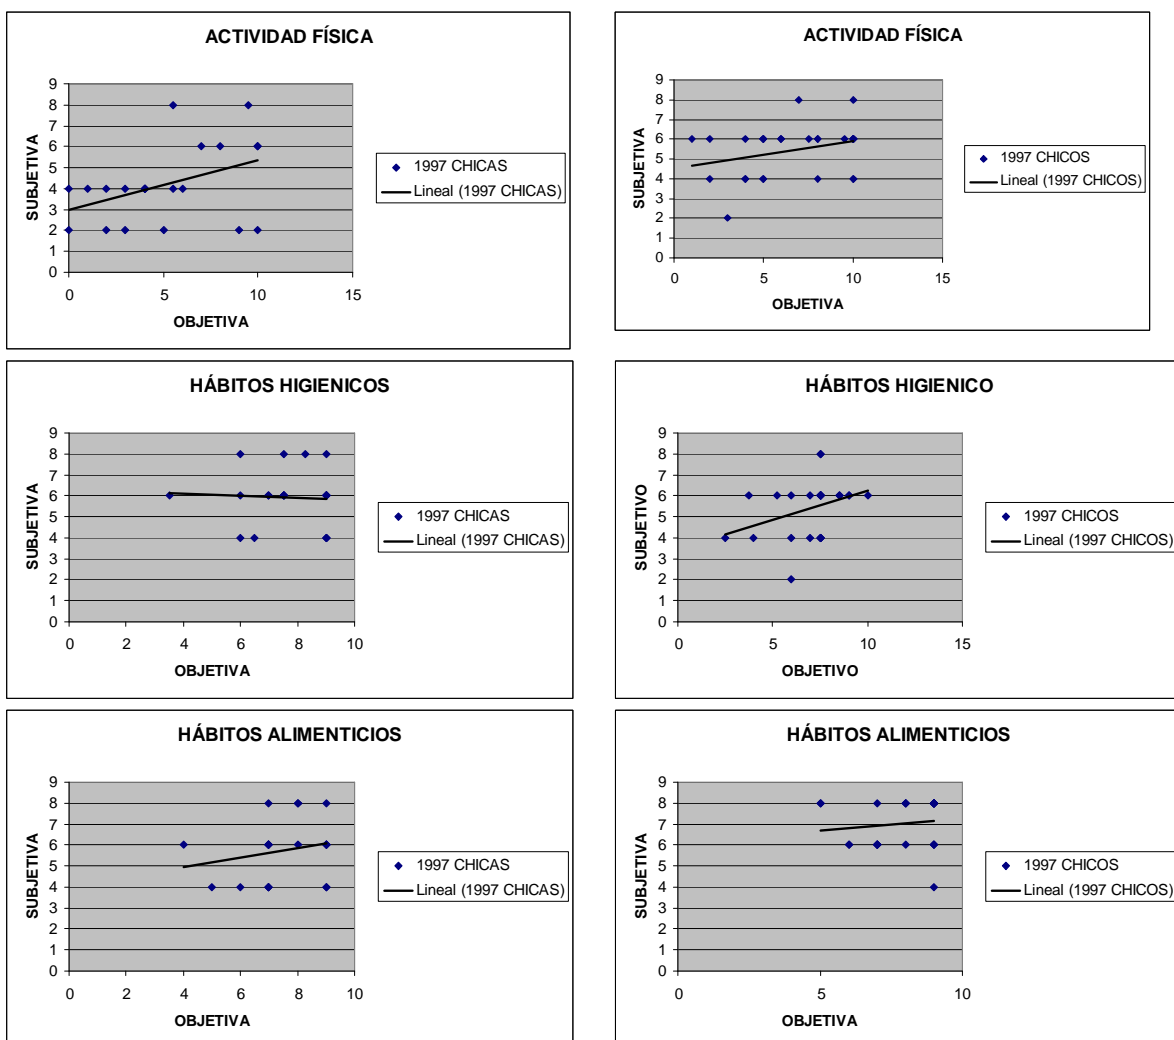 ACTIVIDAD FÍSICA
9
8
7
6
5
4
3
2
1
0
SUBJETIVA
0 5 10 15
OBJETIVA
1997 CHICAS
Lineal (1997 CHICAS)
ACTIVIDAD FÍSICA
9
8
7
6
5
4
3
2
1
0
SUBJETIVA
0 5 10 15
OBJETIVA
1997 CHICOS
Lineal (1997 CHICOS)
HÁBITOS HIGIENICOS
9
8
7
6
5
4
3
2
1
0
SUBJETIVA
0 2 4 6 8 10
OBJETIVA
1997 CHICAS
Lineal (1997 CHICAS)
HÁBITOS HIGIENICO
9
8
7
6
5
4
3
2
1
0
SUBJETIVO
0 5 10 15
OBJETIVO
1997 CHICOS
Lineal (1997 CHICOS)
HÁBITOS ALIMENTICIOS
9
8
7
6
5
4
3
2
1
0
SUBJETIVA
0 2 4 6 8 10
OBJETIVA
1997 CHICAS
Lineal (1997 CHICAS)
HÁBITOS ALIMENTICIOS
9
8
7
6
5
4
3
2
1
0
SUBJETIVA
0 5 10
OBJETIVA
1997 CHICOS
Lineal (1997 CHICOS)